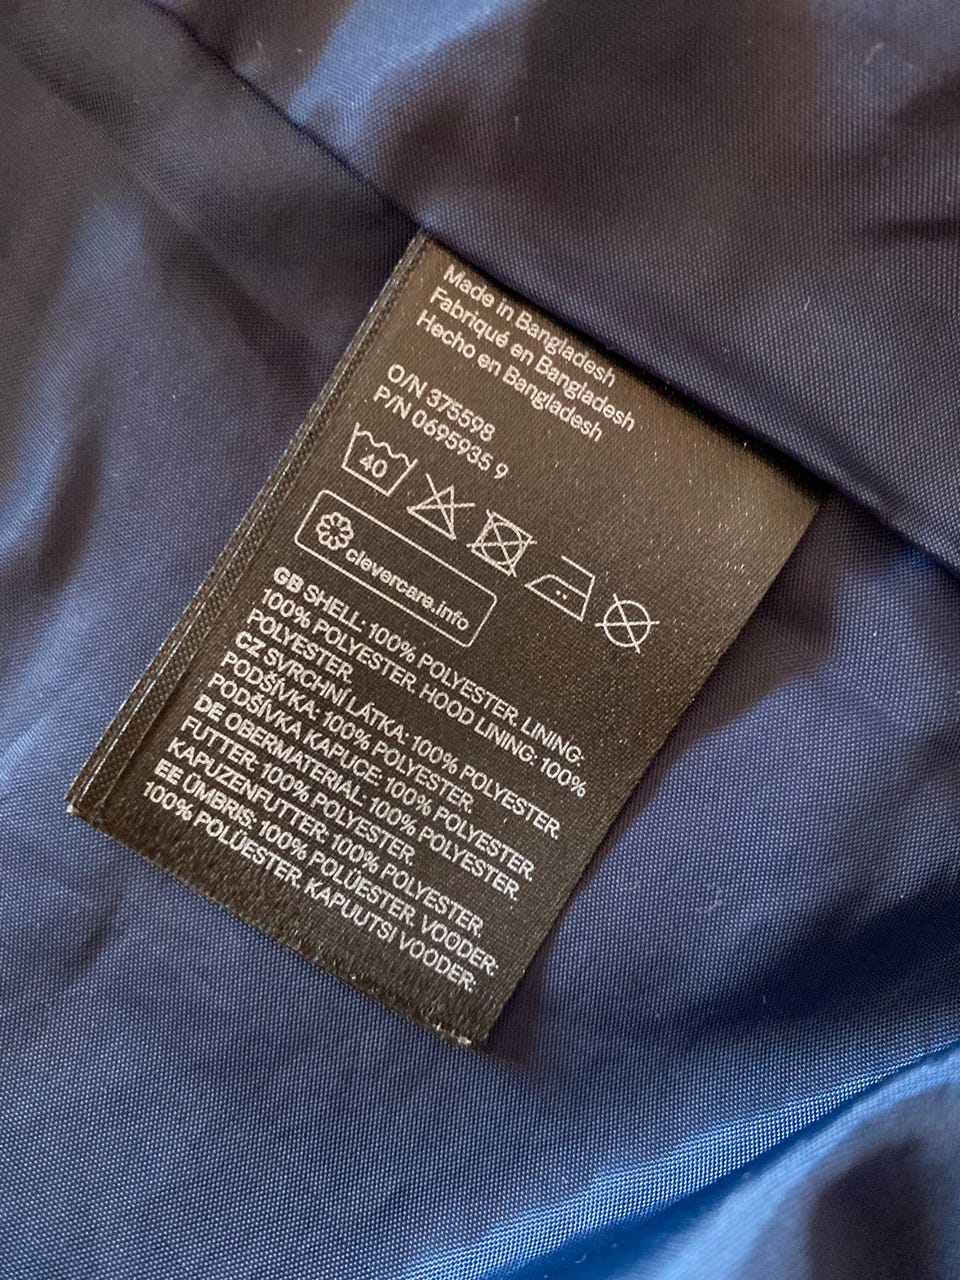 Made in Bangladesh
Fabriqué en Bangladesh
Hecho en Bangladesh
O/N 375598
P/N 0695935 9
40
clevercare.info
GB SHELL: 100% POLYESTER. LINING:
100% POLYESTER. HOOD LINING: 100%
POLYESTER.
CZ SVRCHNÍ LÁTKA: 100% POLYESTER.
PODŠÍVKA: 100% POLYESTER.
PODŠÍVKA KAPUCE: 100% POLYESTER.
DE OBERMATERIAL: 100% POLYESTER.
FUTTER: 100% POLYESTER.
KAPUZENFUTTER: 100% POLYESTER.
EE ÜMBRIS: 100% POLÜESTER. VOODER:
100% POLÜESTER. KAPUUTSI VOODER: